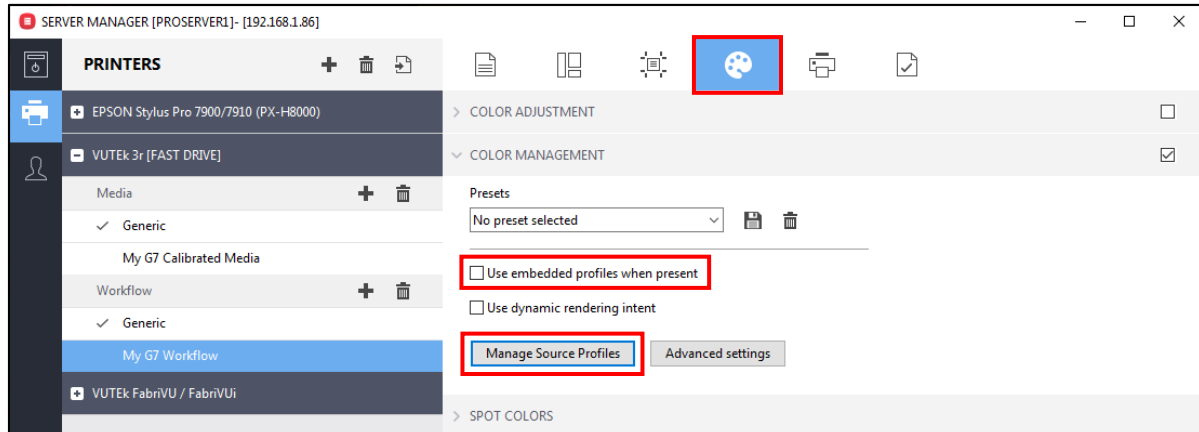 SERVER MANAGER [PROSERVER1]- [192.168.1.86]
PRINTERS
EPSON Stylus Pro 7900/7910 (PX-H8000)
VUTEk 3r [FAST DRIVE]
Media
Generic
My G7 Calibrated Media
Workflow
Generic
My G7 Workflow
VUTEk FabriVU / FabriVUi
COLOR ADJUSTMENT
COLOR MANAGEMENT
Presets
No preset selected
Use embedded profiles when present
Use dynamic rendering intent
Manage Source Profiles Advanced settings
SPOT COLORS